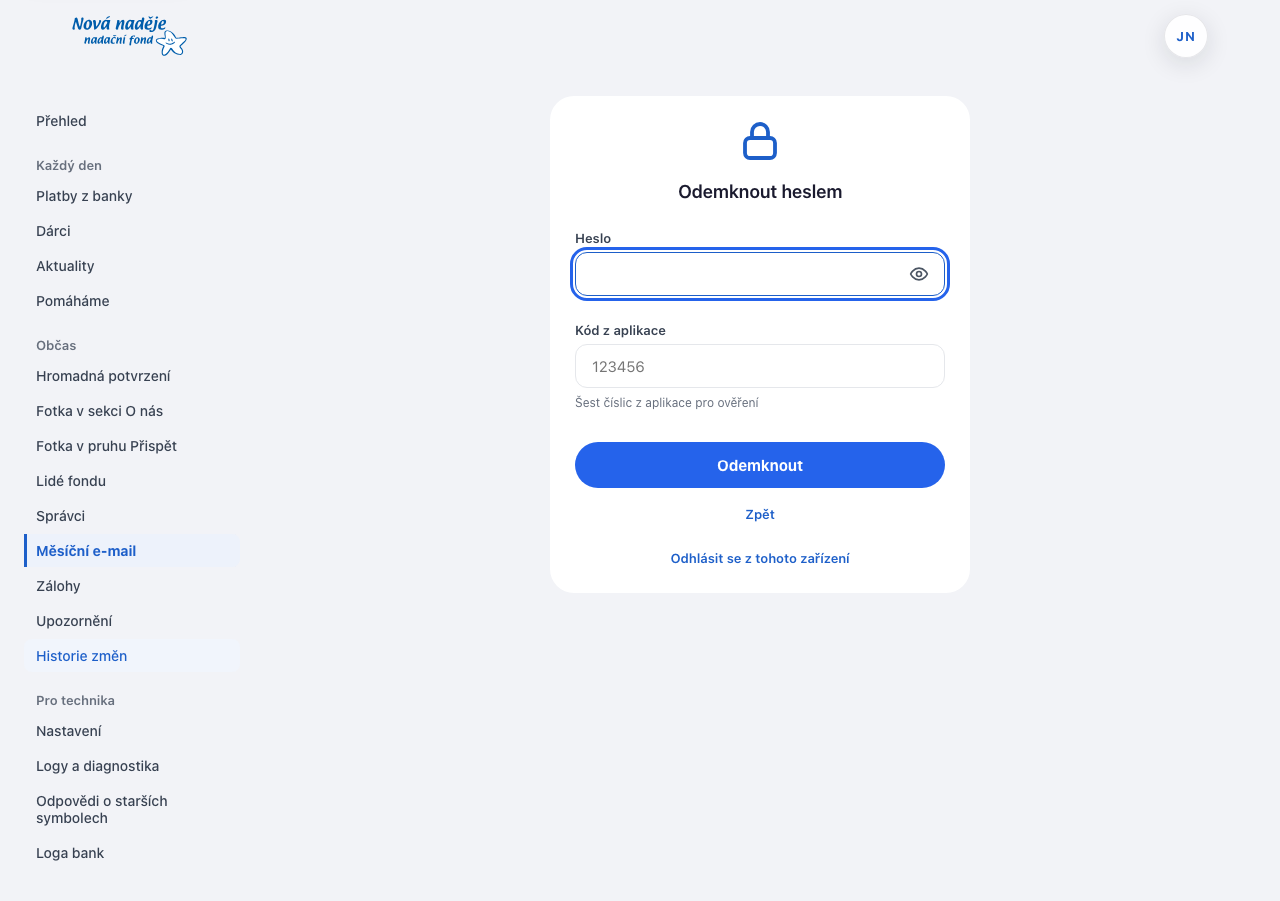 Nová naděje
nadační fond
JN
Přehled
Každý den
Platby z banky
Dárci
Aktuality
Pomáháme
Občas
Hromadná potvrzení
Fotka v sekci O nás
Fotka v pruhu Přispět
Lidé fondu
Správci
Měsíční e-mail
Zálohy
Upozornění
Historie změn
Pro technika
Nastavení
Logy a diagnostika
Odpovědi o starších
symbolech
Loga bank
Odemknout heslem
Heslo
Kód z aplikace
123456
Šest číslic z aplikace pro ověření
Odemknout
Zpět
Odhlásit se z tohoto zařízení